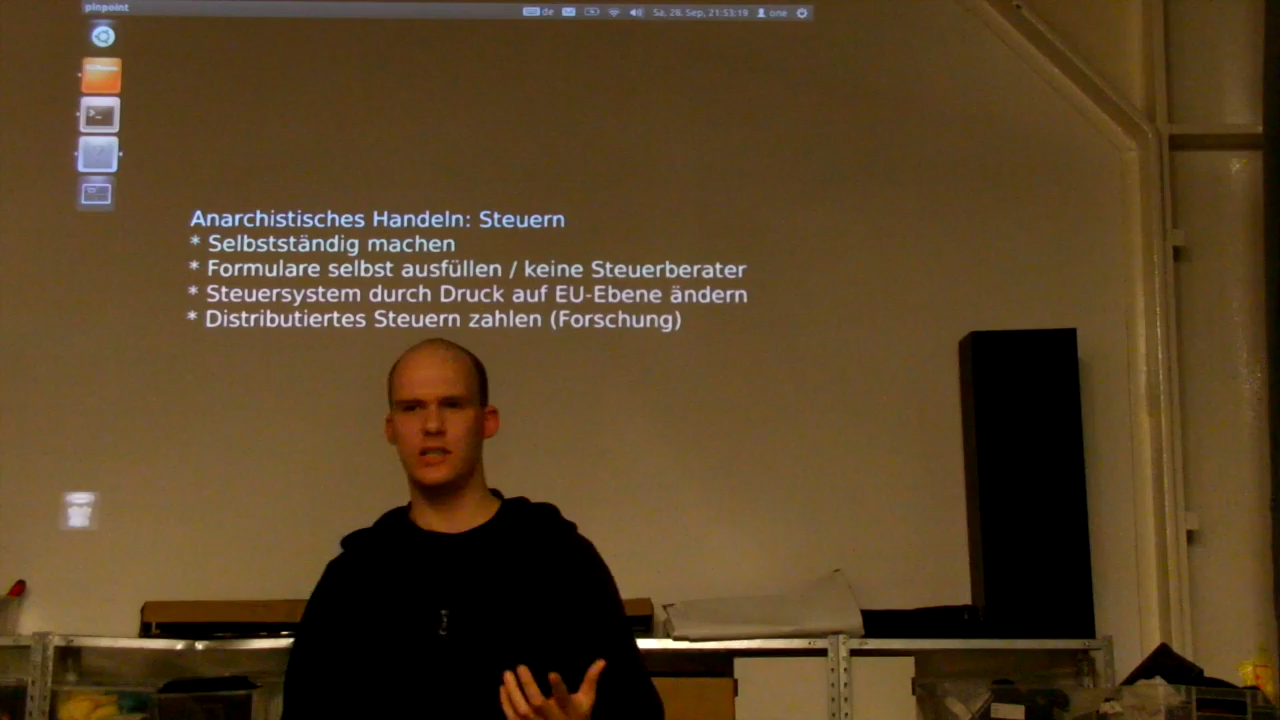 pinpoint
de Sa, 26. Sep, 21:53:19 one
Anarchistisches Handeln: Steuern
* Selbstständig machen
* Formulare selbst ausfüllen / keine Steuerberater
* Steuersystem durch Druck auf EU-Ebene ändern
* Distributiertes Steuern zahlen (Forschung)